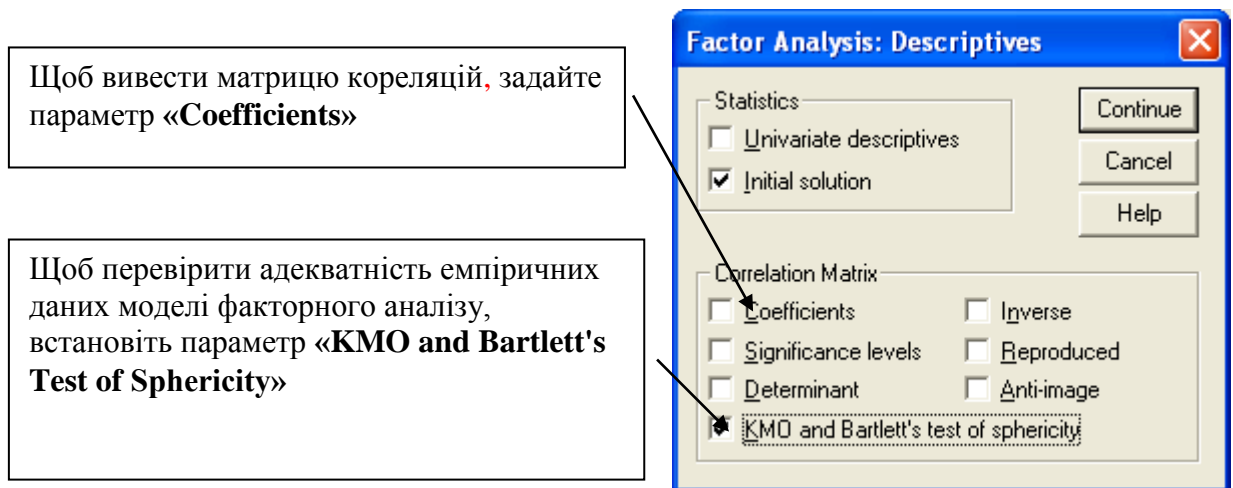 Щоб вивести матрицю кореляцій, задайте
параметр «Coefficients»
Щоб перевірити адекватність емпіричних
даних моделі факторного аналізу,
встановіть параметр «KMO and Bartlett's
Test of Sphericity»
Factor Analysis: Descriptives
Statistics
Univariate descriptives
Initial solution
Continue
Cancel
Help
Correlation Matrix
Coefficients
Inverse
Significance levels
Reproduced
Determinant
Anti-image
KMO and Bartlett's test of sphericity